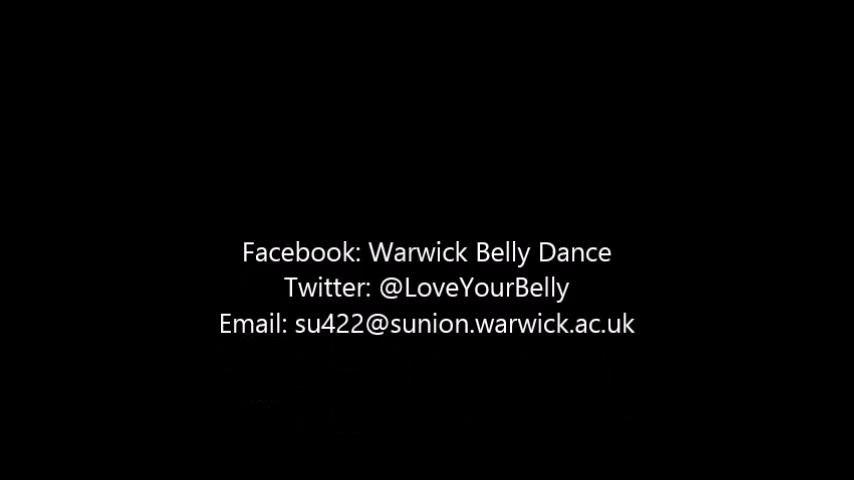 Facebook: Warwick Belly Dance
Twitter: @LoveYourBelly
Email: su422@sunion.warwick.ac.uk